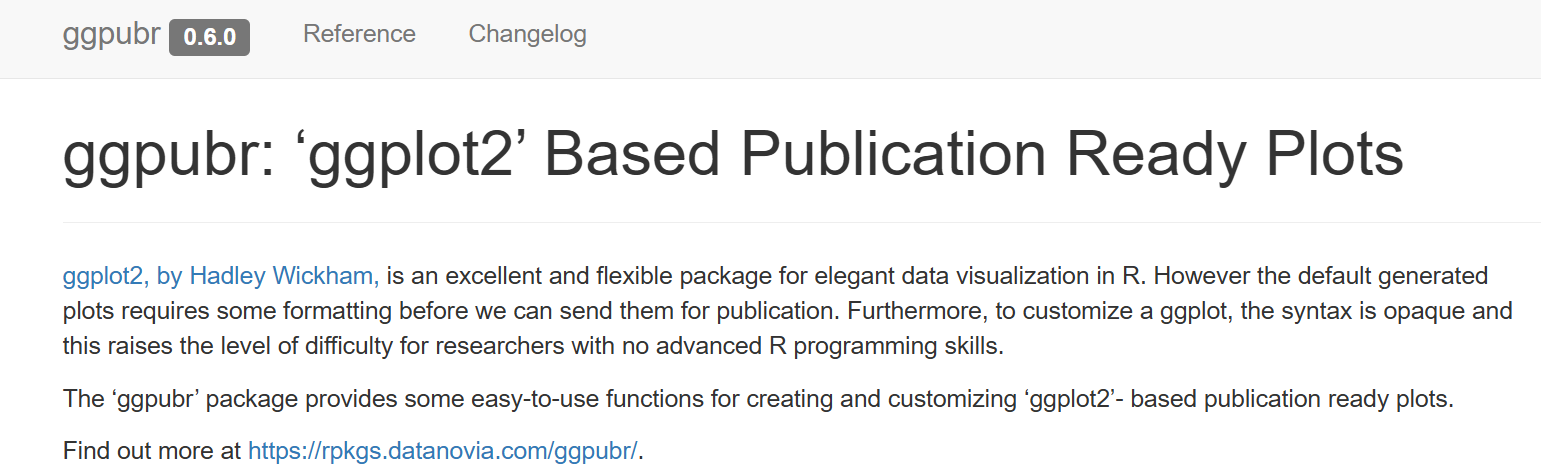 ggpubr 0.6.0 Reference Changelog
ggpubr: ‘ggplot2’ Based Publication Ready Plots
ggplot2, by Hadley Wickham, is an excellent and flexible package for elegant data visualization in R. However the default generated
plots requires some formatting before we can send them for publication. Furthermore, to customize a ggplot, the syntax is opaque and
this raises the level of difficulty for researchers with no advanced R programming skills.
The ‘ggpubr’ package provides some easy-to-use functions for creating and customizing ‘ggplot2’- based publication ready plots.
Find out more at https://rpkgs.datanovia.com/ggpubr/.